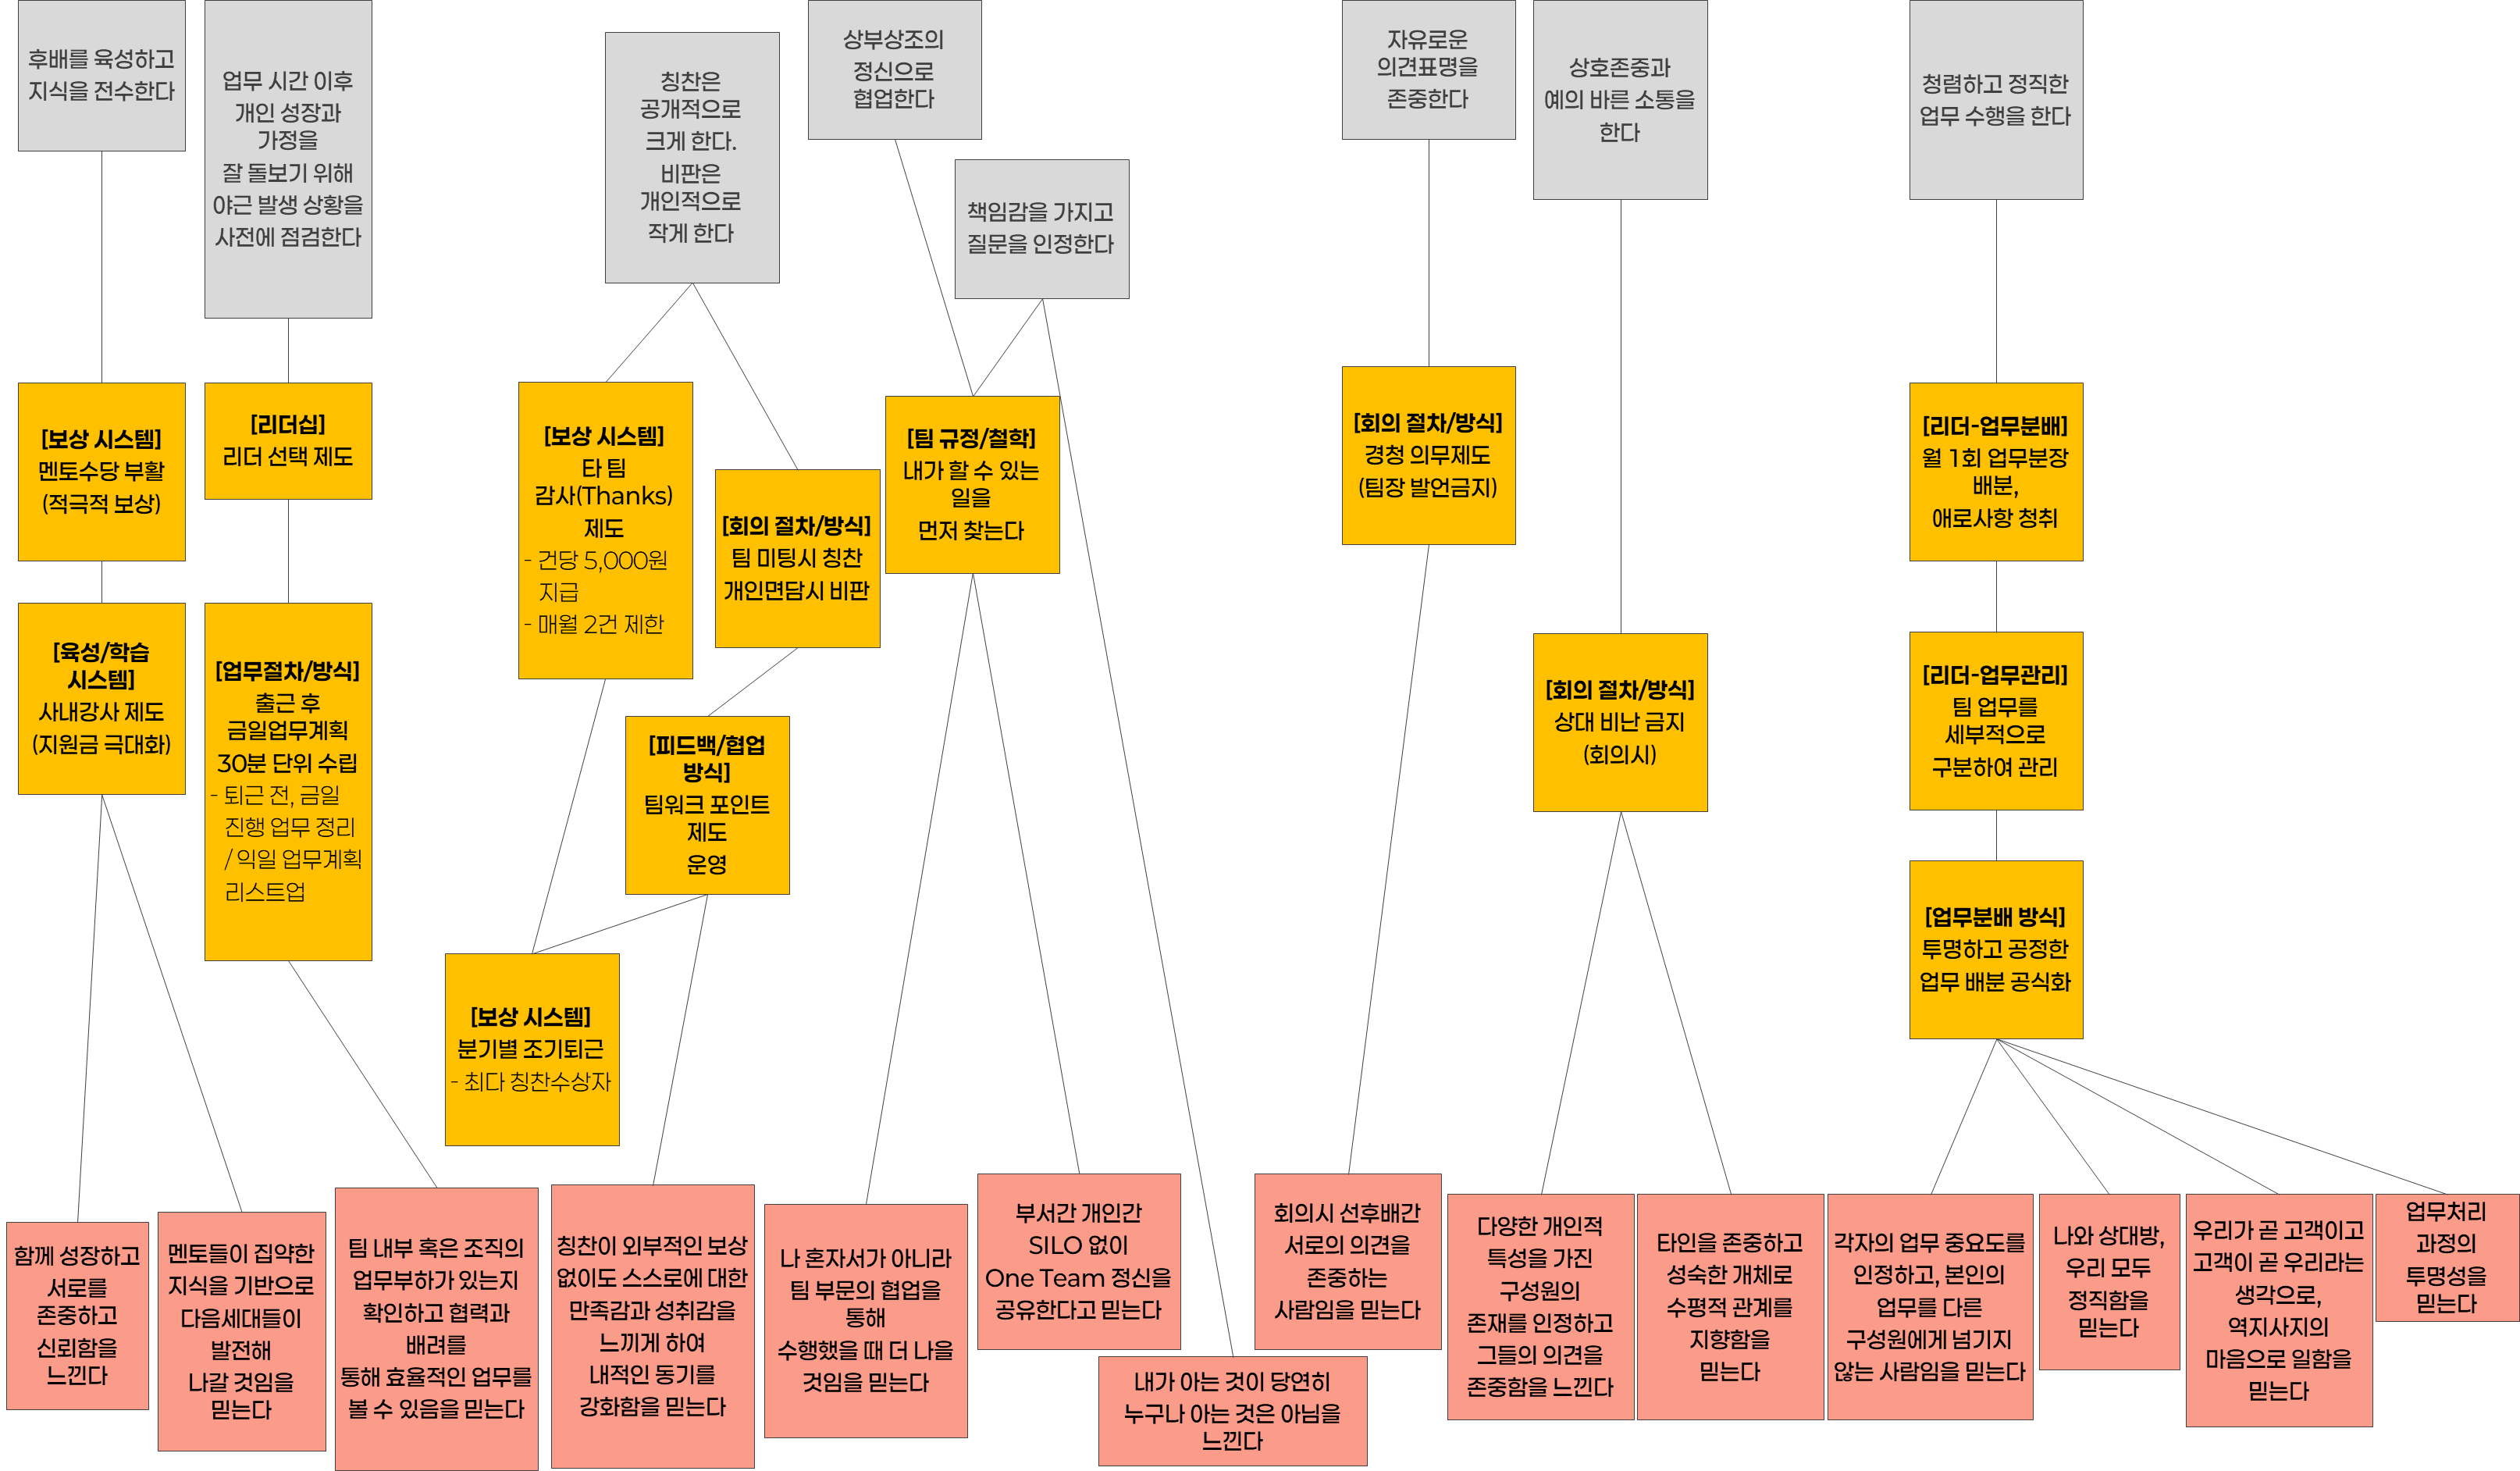 후배를 육성하고
지식을 전수한다
업무 시간 이후
개인 성장과
가정을
잘 돌보기 위해
야근 발생 상황을
사전에 점검한다
칭찬은
공개적으로
크게 한다.
비판은
개인적으로
작게 한다
상부상조의
정신으로
협업한다
책임감을 가지고
질문을 인정한다
자유로운
의견표명을
존중한다
상호존중과
예의 바른 소통을
한다
청렴하고 정직한
업무 수행을 한다
[보상 시스템]
멘토수당 부활
(적극적 보상)
[리더십]
리더 선택 제도
[보상 시스템]
타 팀
감사(Thanks)
제도
- 건당 5,000원
지급
- 매월 2건 제한
[회의 절차/방식]
팀 미팅시 칭찬
개인면담시 비판
[팀 규정/철학]
내가 할 수 있는
일을
먼저 찾는다
[회의 절차/방식]
경청 의무제도
(팀장 발언금지)
[리더-업무분배]
월 1회 업무분장
배분,
애로사항 청취
[육성/학습
시스템]
사내강사 제도
(지원금 극대화)
[업무절차/방식]
출근 후
금일업무계획
30분 단위 수립
- 퇴근 전, 금일
진행 업무 정리
/ 익일 업무계획
리스트업
[피드백/협업
방식]
팀워크 포인트
제도
운영
[회의 절차/방식]
상대 비난 금지
(회의시)
[리더-업무관리]
팀 업무를
세부적으로
구분하여 관리
[보상 시스템]
분기별 조기퇴근
- 최다 칭찬수상자
[업무분배 방식]
투명하고 공정한
업무 배분 공식화
함께 성장하고
서로를
존중하고
신뢰함을
느낀다
멘토들이 집약한
지식을 기반으로
다음세대들이
발전해
나갈 것임을
믿는다
팀 내부 혹은 조직의
업무부하가 있는지
확인하고 협력과
배려를
통해 효율적인 업무를
볼 수 있음을 믿는다
칭찬이 외부적인 보상
없이도 스스로에 대한
만족감과 성취감을
느끼게 하여
내적인 동기를
강화함을 믿는다
나 혼자서가 아니라
팀 부문의 협업을
통해
수행했을 때 더 나을
것임을 믿는다
부서간 개인간
SILO 없이
One Team 정신을
공유한다고 믿는다
내가 아는 것이 당연히
누구나 아는 것은 아님을
느낀다
회의시 선후배간
서로의 의견을
존중하는
사람임을 믿는다
다양한 개인적
특성을 가진
구성원의
존재를 인정하고
그들의 의견을
존중함을 느낀다
타인을 존중하고
성숙한 개체로
수평적 관계를
지향함을
믿는다
각자의 업무 중요도를
인정하고, 본인의
업무를 다른
구성원에게 넘기지
않는 사람임을 믿는다
나와 상대방,
우리 모두
정직함을
믿는다
우리가 곧 고객이고
고객이 곧 우리라는
생각으로,
역지사지의
마음으로 일함을
믿는다
업무처리
과정의
투명성을
믿는다